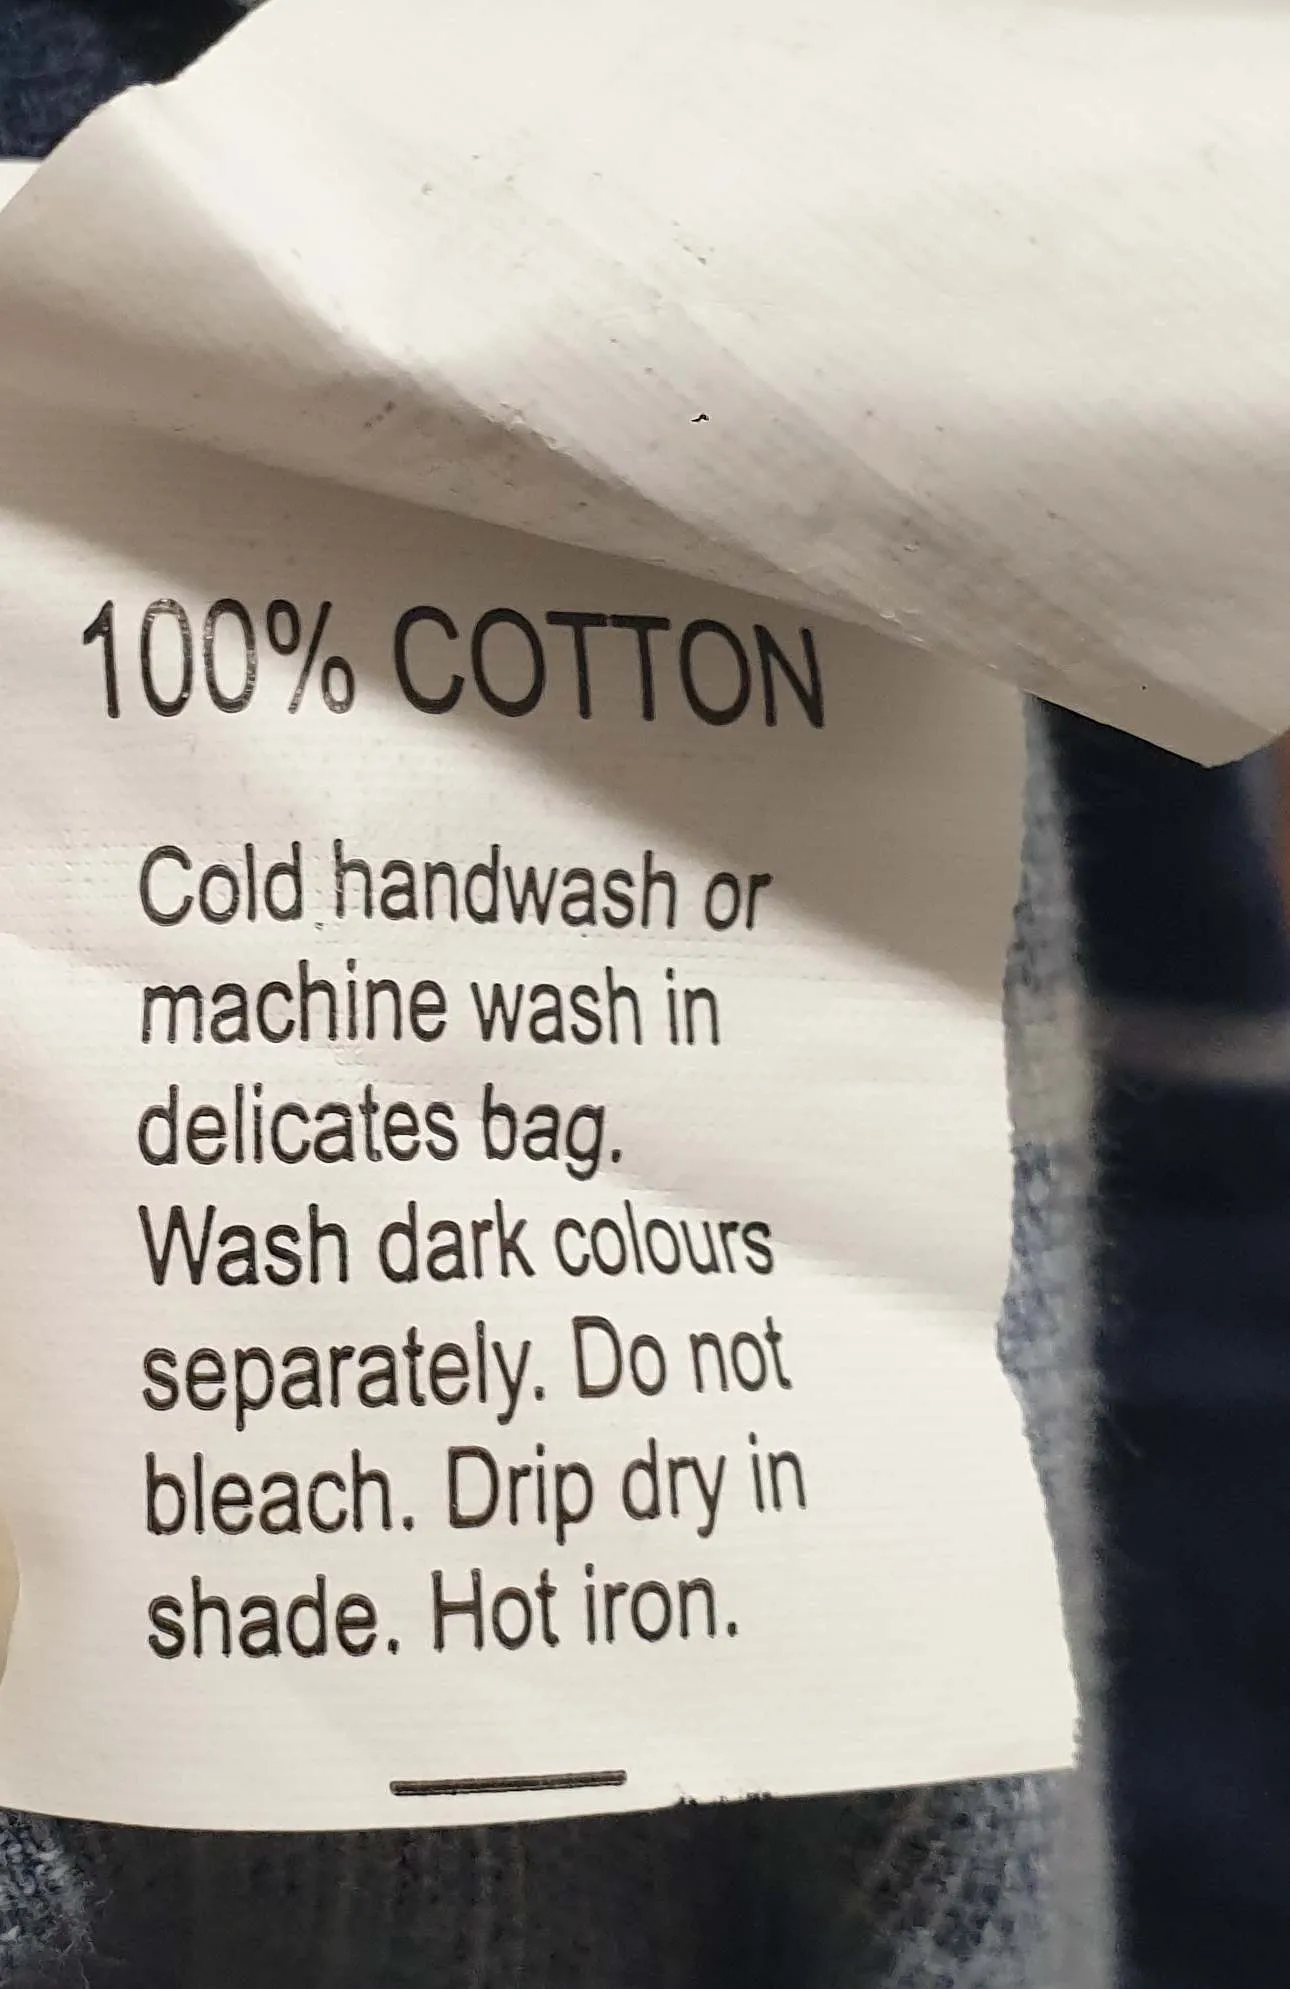 100% COTTON
Cold handwash or
machine wash in
delicates bag.
Wash dark colours
separately. Do not
bleach. Drip dry in
shade. Hot iron.